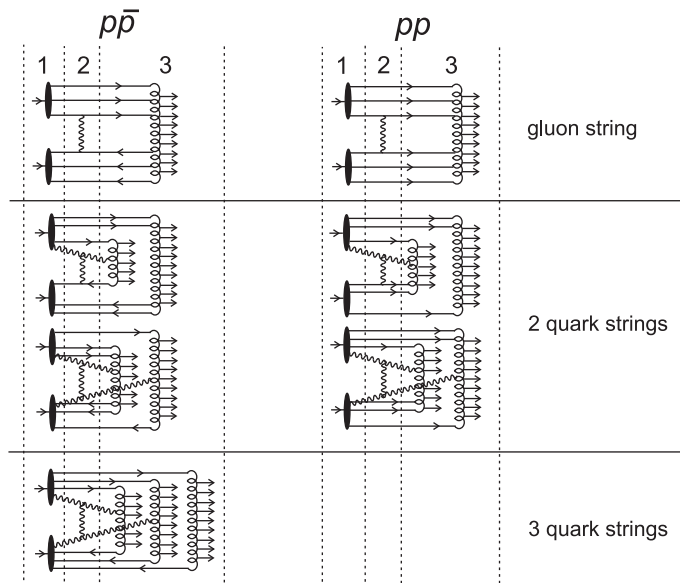 pp̄ pp
1 2 3 1 2 3
gluon string
2 quark strings
3 quark strings